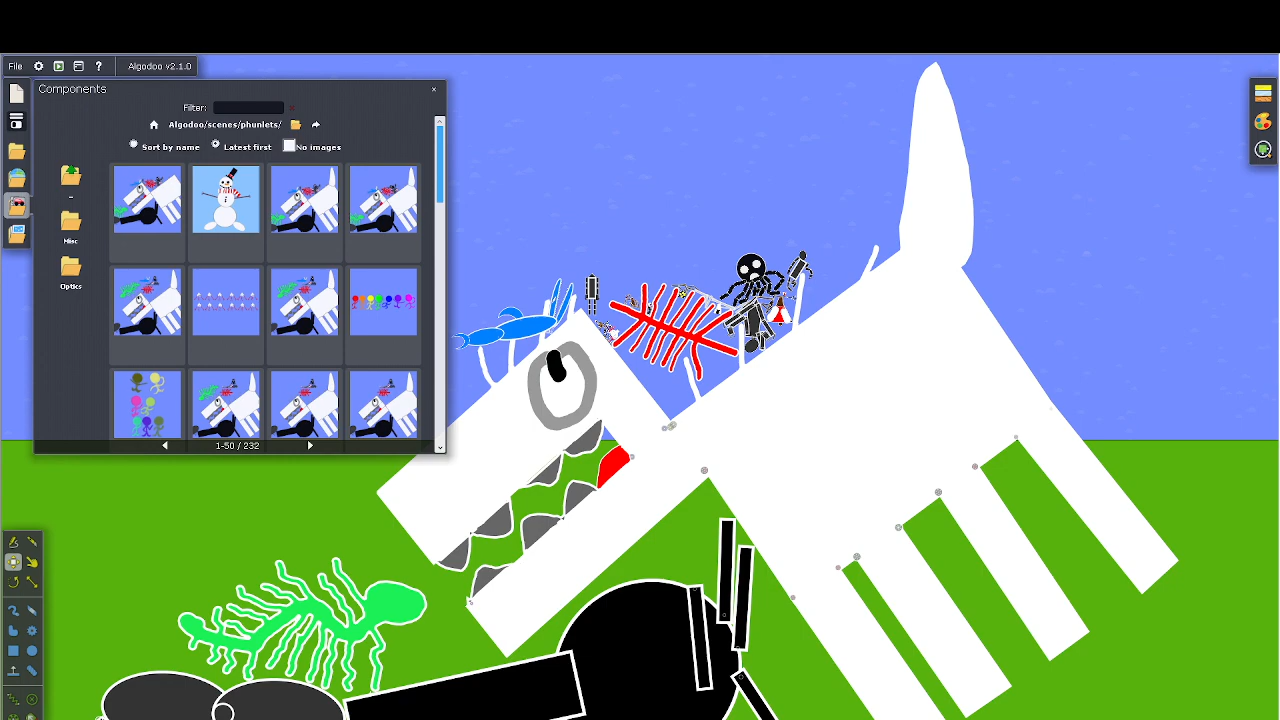 File ? Algodoo v2.1.0
Components ×
Filter: ×
Algodoo/scenes/phunlets/
Sort by name Latest first No images
..
Misc
Optics
1-50 / 232